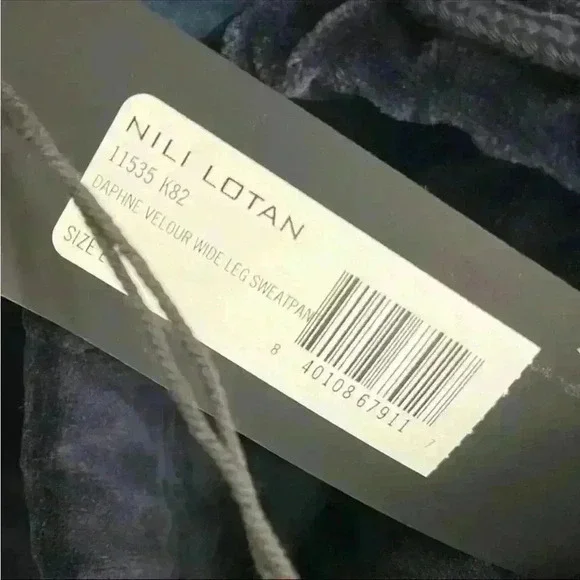 NILI LOTAN
11535 K82
DAPHNE VELOUR WIDE LEG SWEATPAN
SIZE
8 40108 67911 7